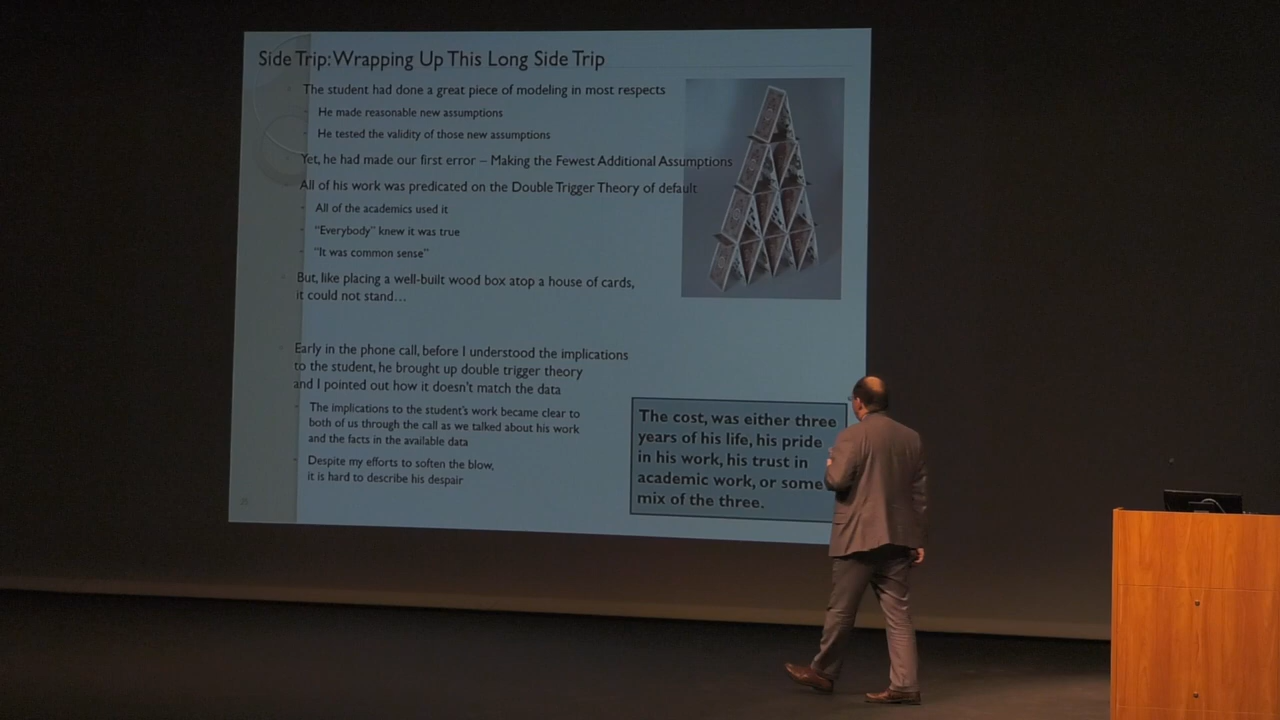 Side Trip: Wrapping Up This Long Side Trip
The student had done a great piece of modeling in most respects
He made reasonable new assumptions
He tested the validity of those new assumptions
Yet, he had made our first error – Making the Fewest Additional Assumptions
All of his work was predicated on the Double Trigger Theory of default
All of the academics used it
"Everybody" knew it was true
"It was common sense"
But, like placing a well-built wood box atop a house of cards,
it could not stand…
Early in the phone call, before I understood the implications
to the student, he brought up double trigger theory
and I pointed out how it doesn't match the data
The implications to the student's work became clear to
both of us through the call as we talked about his work
and the facts in the available data
Despite my efforts to soften the blow,
it is hard to describe his despair
The cost, was either three
years of his life, his pride
in his work, his trust in
academic work, or some
mix of the three.